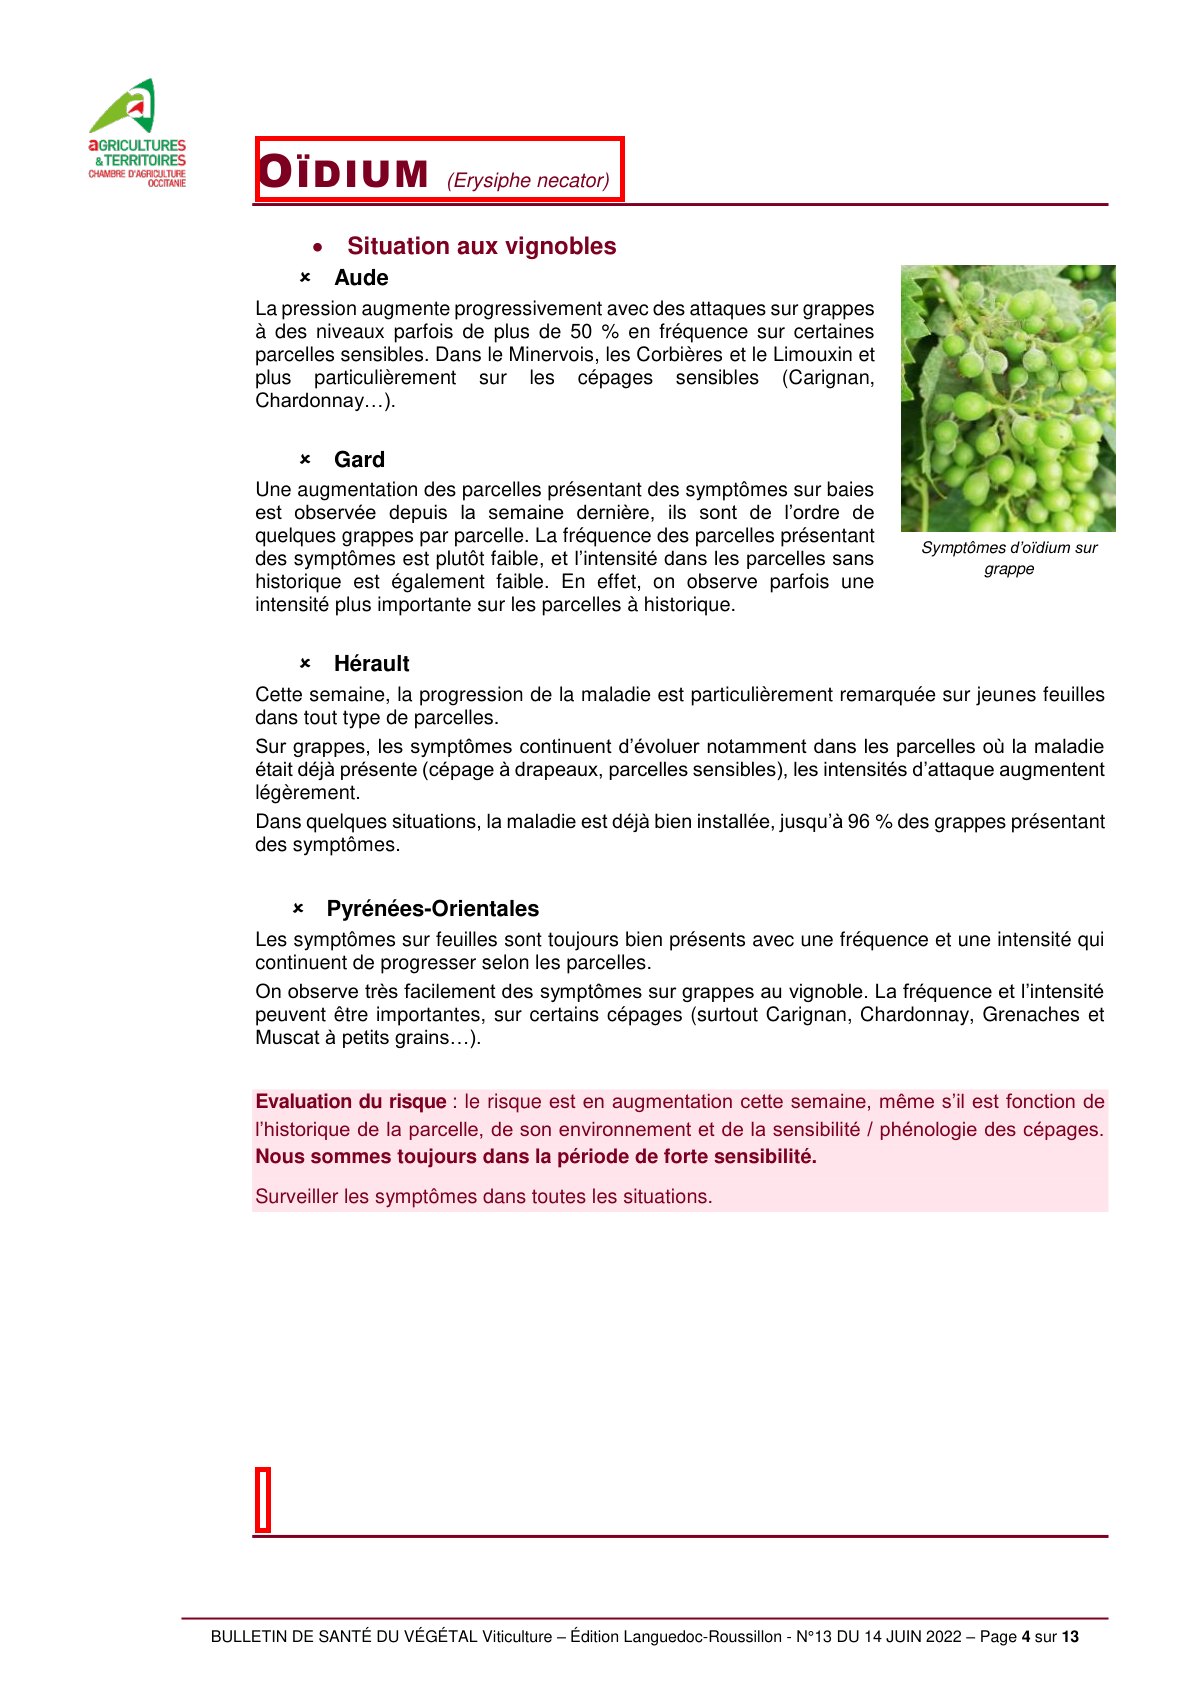 aGRICULTURES
& TERRITOIRES
CHAMBRE D'AGRICULTURE
OCCITANIE
OÏDIUM (Erysiphe necator)
• Situation aux vignobles
× Aude
La pression augmente progressivement avec des attaques sur grappes
à des niveaux parfois de plus de 50 % en fréquence sur certaines
parcelles sensibles. Dans le Minervois, les Corbières et le Limouxin et
plus particulièrement sur les cépages sensibles (Carignan,
Chardonnay…).
× Gard
Une augmentation des parcelles présentant des symptômes sur baies
est observée depuis la semaine dernière, ils sont de l’ordre de
quelques grappes par parcelle. La fréquence des parcelles présentant
des symptômes est plutôt faible, et l’intensité dans les parcelles sans
historique est également faible. En effet, on observe parfois une
intensité plus importante sur les parcelles à historique.
Symptômes d’oïdium sur
grappe
× Hérault
Cette semaine, la progression de la maladie est particulièrement remarquée sur jeunes feuilles
dans tout type de parcelles.
Sur grappes, les symptômes continuent d’évoluer notamment dans les parcelles où la maladie
était déjà présente (cépage à drapeaux, parcelles sensibles), les intensités d’attaque augmentent
légèrement.
Dans quelques situations, la maladie est déjà bien installée, jusqu’à 96 % des grappes présentant
des symptômes.
× Pyrénées-Orientales
Les symptômes sur feuilles sont toujours bien présents avec une fréquence et une intensité qui
continuent de progresser selon les parcelles.
On observe très facilement des symptômes sur grappes au vignoble. La fréquence et l’intensité
peuvent être importantes, sur certains cépages (surtout Carignan, Chardonnay, Grenaches et
Muscat à petits grains…).
Evaluation du risque : le risque est en augmentation cette semaine, même s’il est fonction de
l’historique de la parcelle, de son environnement et de la sensibilité / phénologie des cépages.
Nous sommes toujours dans la période de forte sensibilité.
Surveiller les symptômes dans toutes les situations.
BULLETIN DE SANTÉ DU VÉGÉTAL Viticulture – Édition Languedoc-Roussillon - N°13 DU 14 JUIN 2022 – Page 4 sur 13